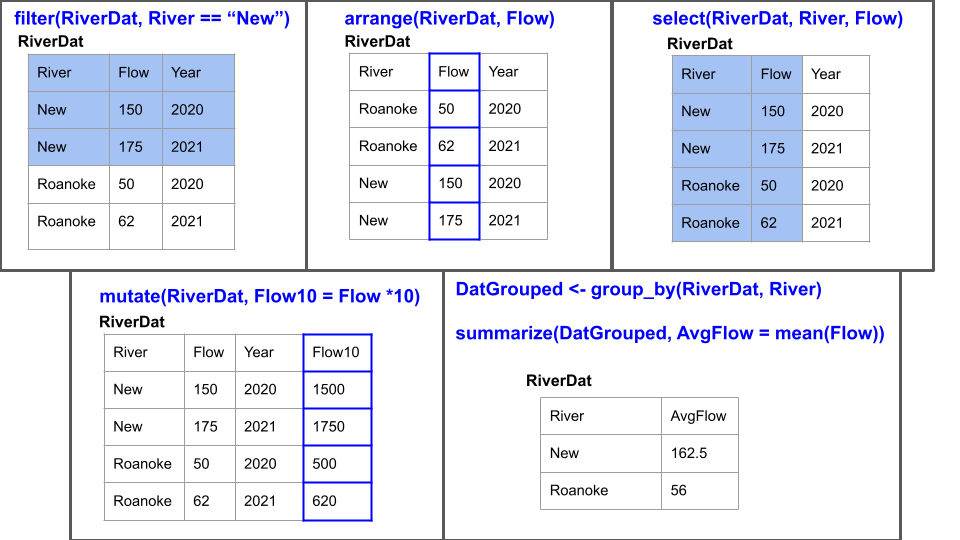 filter(RiverDat, River == “New”)
RiverDat
River Flow Year
New 150 2020
New 175 2021
Roanoke 50 2020
Roanoke 62 2021
arrange(RiverDat, Flow)
RiverDat
River Flow Year
Roanoke 50 2020
Roanoke 62 2021
New 150 2020
New 175 2021
select(RiverDat, River, Flow)
RiverDat
River Flow Year
New 150 2020
New 175 2021
Roanoke 50 2020
Roanoke 62 2021
mutate(RiverDat, Flow10 = Flow *10)
RiverDat
River Flow Year Flow10
New 150 2020 1500
New 175 2021 1750
Roanoke 50 2020 500
Roanoke 62 2021 620
DatGrouped <- group_by(RiverDat, River)
summarize(DatGrouped, AvgFlow = mean(Flow))
RiverDat
River AvgFlow
New 162.5
Roanoke 56